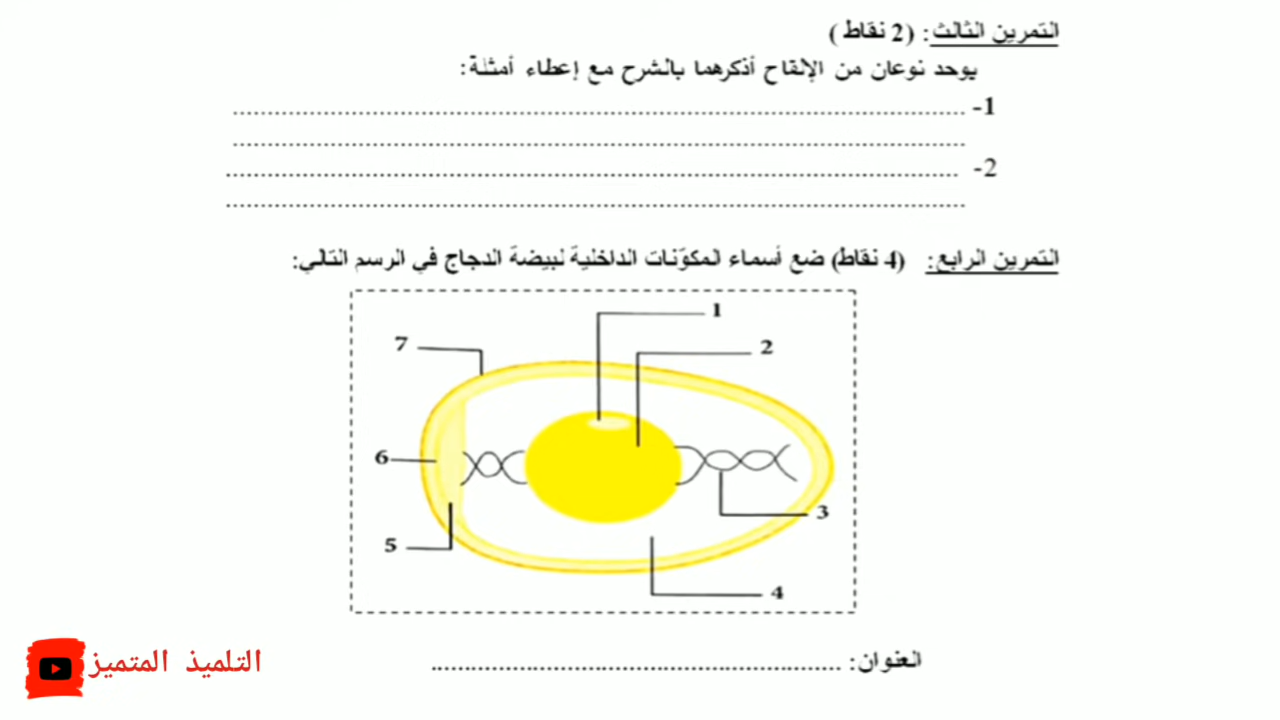 التمرين الثالث: (2 نقاط)
يوحد نوعان من الإلقاح أذكرهما بالشرح مع إعطاء أمثلة:
1- ........................................................................................
........................................................................................
2- ........................................................................................
........................................................................................
التمرين الرابع: (4 نقاط) ضع أسماء المكوّنات الداخلية لبيضة الدجاج في الرسم التالي:
1
7
2
6
3
5
4
العنوان: ..................................................
التلميذ المتميز